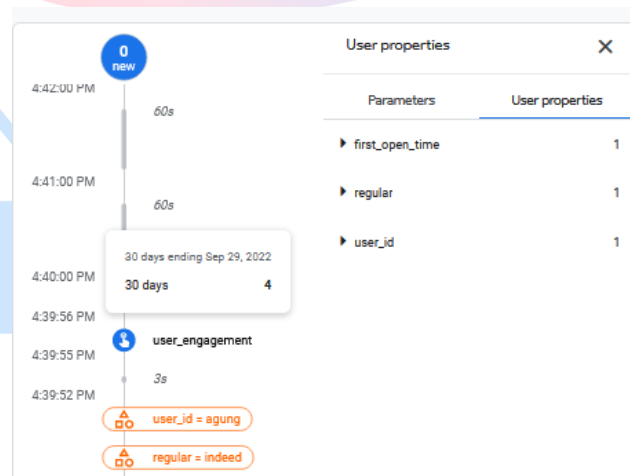 0
new
4:42:00 PM
60s
4:41:00 PM
60s
30 days ending Sep 29, 2022
30 days 4
4:40:00 PM
4:39:56 PM
user_engagement
4:39:55 PM
3s
4:39:52 PM
user_id = agung
regular = indeed
User properties
Parameters User properties
first_open_time 1
regular 1
user_id 1